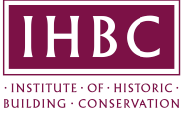 IHBC
· INSTITUTE · OF · HISTORIC ·
BUILDING · CONSERVATION